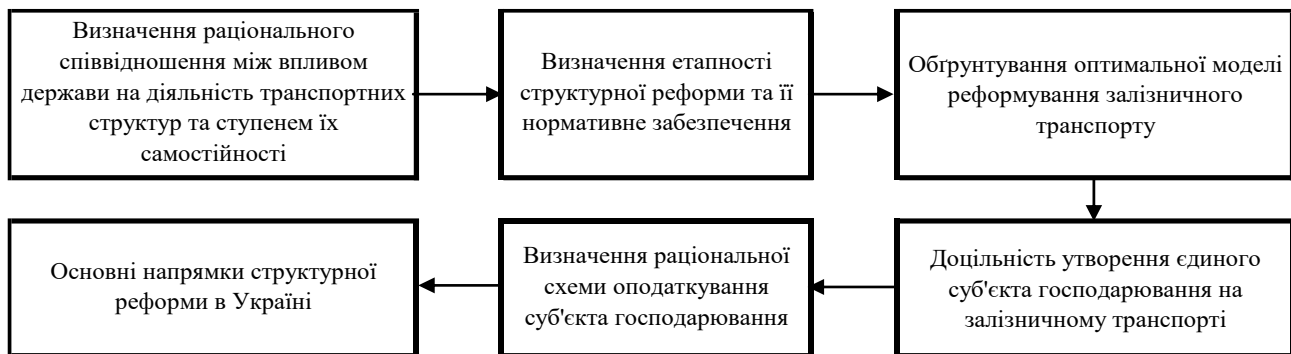 Визначення раціонального
співвідношення між впливом
держави на діяльність транспортних
структур та ступенем їх
самостійності
Визначення етапності
структурної реформи та її
нормативне забезпечення
Обґрунтування оптимальної моделі
реформування залізничного
транспорту
Доцільність утворення єдиного
суб'єкта господарювання на
залізничному транспорті
Визначення раціональної
схеми оподаткування
суб'єкта господарювання
Основні напрямки структурної
реформи в Україні